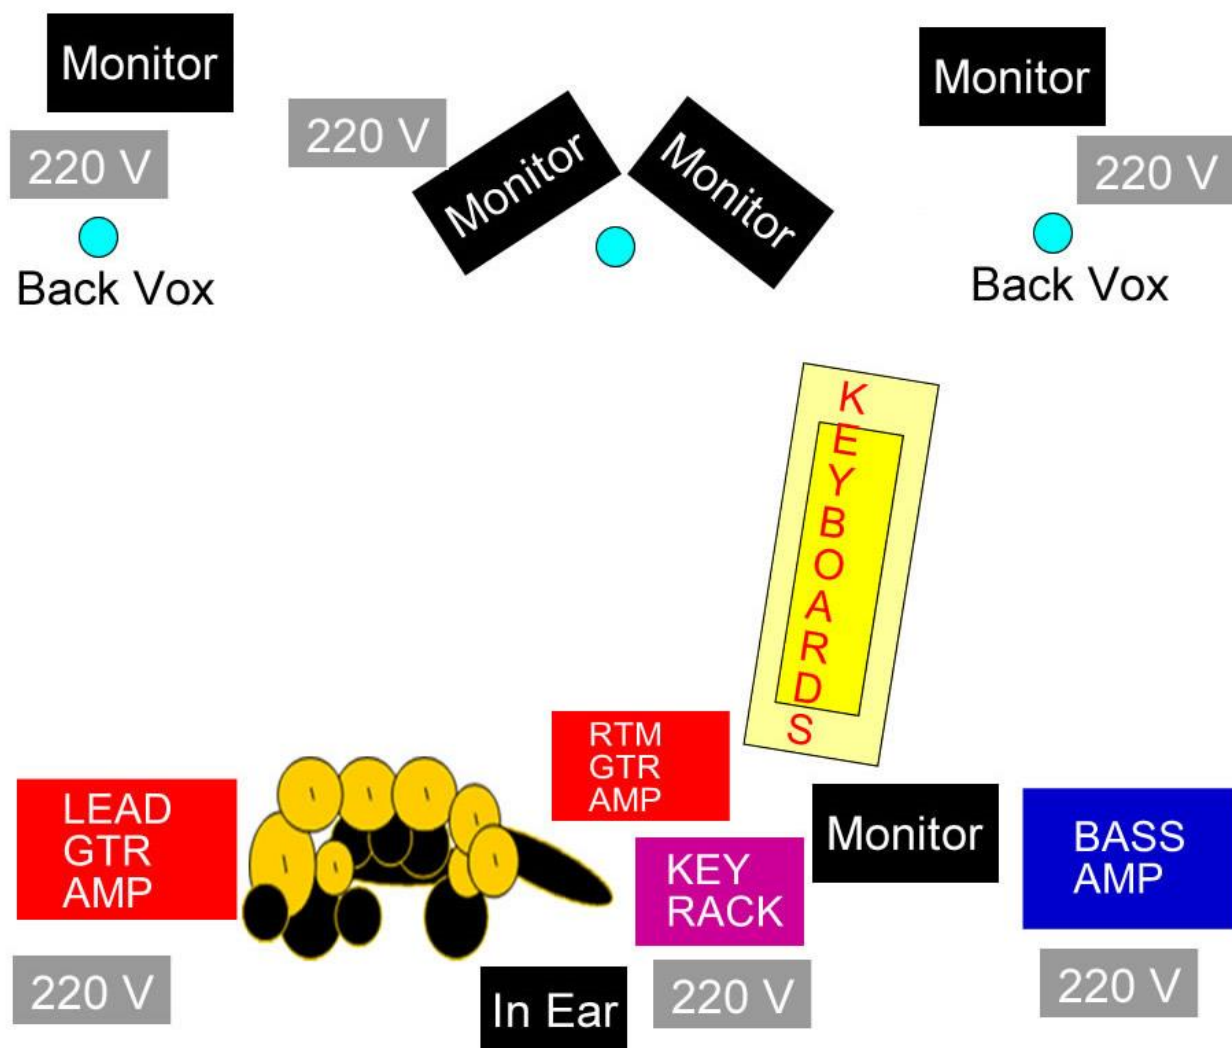 Monitor
Monitor
220 V
Monitor
Monitor
220 V
220 V
Back Vox
Back Vox
KEYBOARDS
RTM
GTR
AMP
LEAD
GTR
AMP
Monitor
BASS
AMP
KEY
RACK
220 V
In Ear
220 V
220 V